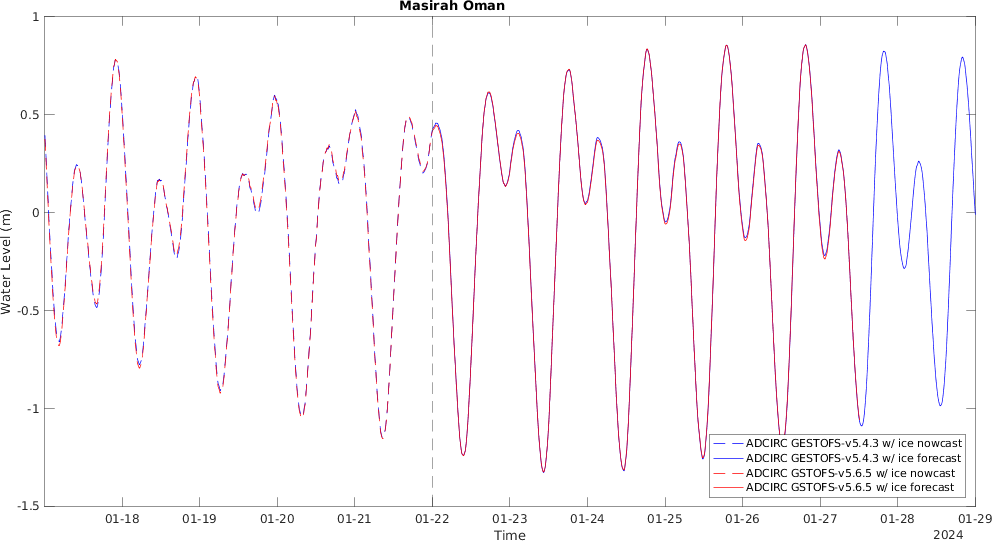 Masirah Oman
Water Level (m)
1
0.5
0
-0.5
-1
-1.5
ADCIRC GESTOFS-v5.4.3 w/ ice nowcast
ADCIRC GESTOFS-v5.4.3 w/ ice forecast
ADCIRC GSTOFS-v5.6.5 w/ ice nowcast
ADCIRC GSTOFS-v5.6.5 w/ ice forecast
01-18 01-19 01-20 01-21 01-22 01-23 01-24 01-25 01-26 01-27 01-28 01-29
Time
2024